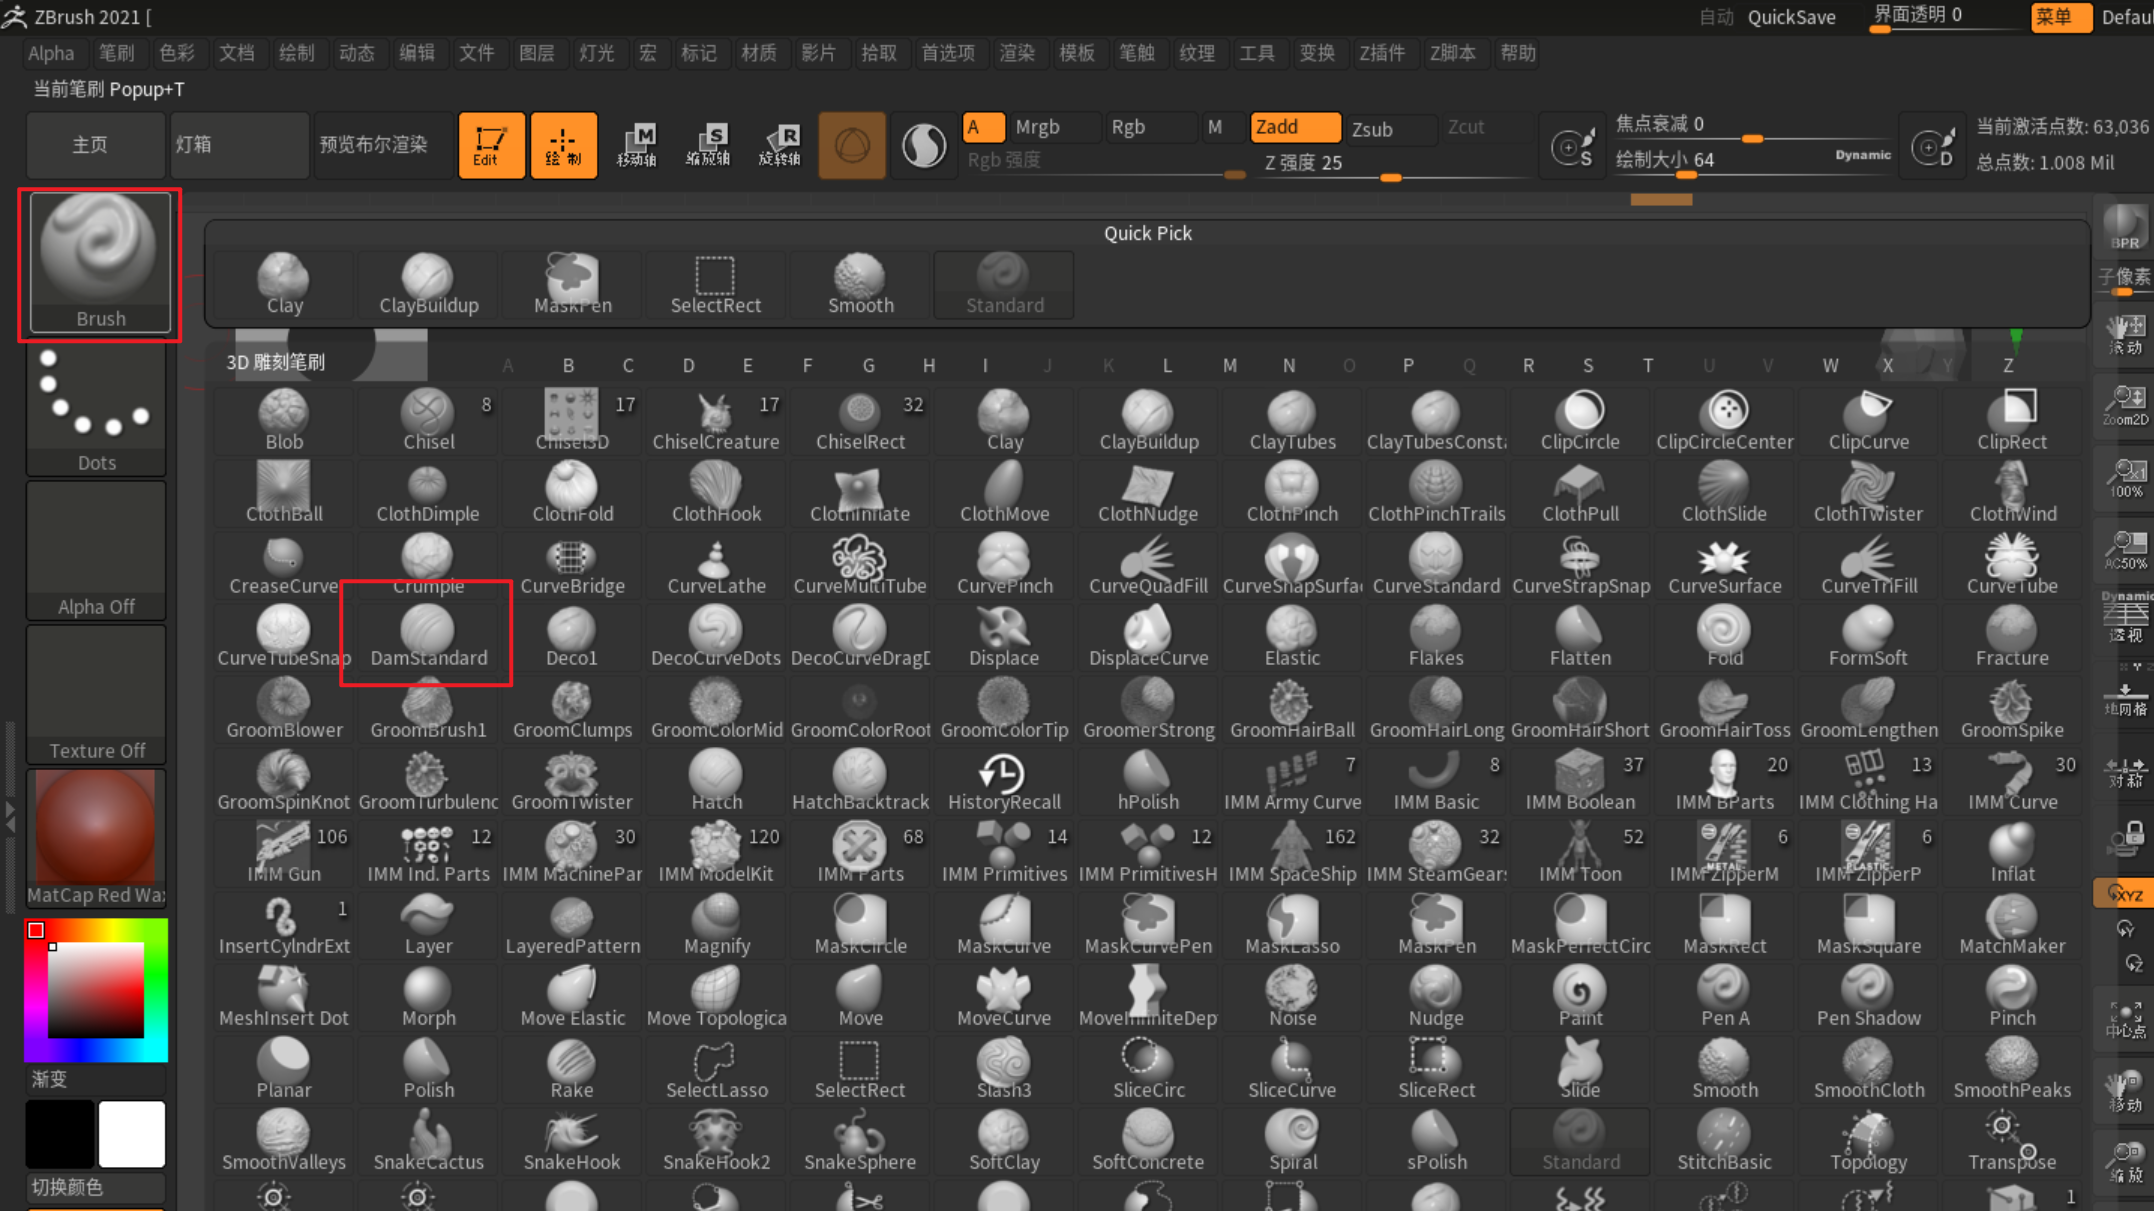 ZBrush 2021 [
自动 QuickSave 界面透明 0 菜单 Defau
Alpha 笔刷 色彩 文档 绘制 动态 编辑 文件 图层 灯光 宏 标记 材质 影片 拾取 首选项 渲染 模板 笔触 纹理 工具 变换 Z插件 Z脚本 帮助
当前笔刷 Popup+T
主页 灯箱 预览布尔渲染 Edit 绘制 移动轴 缩放轴 旋转轴
M S R
A Mrgb Rgb M Zadd Zsub Zcut
Rgb 强度 Z 强度 25
焦点衰减 0
绘制大小 64 Dynamic
S D
当前激活点数: 63,036
总点数: 1.008 Mil
Brush
Dots
Alpha Off
Texture Off
MatCap Red Wa
渐变
切换颜色
Quick Pick
Clay ClayBuildup MaskPen SelectRect Smooth Standard
3D 雕刻笔刷 A B C D E F G H I J K L M N O P Q R S T U V W X Y Z
8 17 17 32
Blob Chisel Chisel3D ChiselCreature ChiselRect Clay ClayBuildup ClayTubes ClayTubesConst ClipCircle ClipCircleCenter ClipCurve ClipRect
ClothBall ClothDimple ClothFold ClothHook ClothInflate ClothMove ClothNudge ClothPinch ClothPinchTrails ClothPull ClothSlide ClothTwister ClothWind
CreaseCurve Crumple CurveBridge CurveLathe CurveMultiTube CurvePinch CurveQuadFill CurveSnapSurfa CurveStandard CurveStrapSnap CurveSurface CurveTriFill CurveTube
CurveTubeSnap DamStandard Deco1 DecoCurveDots DecoCurveDragD Displace DisplaceCurve Elastic Flakes Flatten Fold FormSoft Fracture
GroomBlower GroomBrush1 GroomClumps GroomColorMid GroomColorRoot GroomColorTip GroomerStrong GroomHairBall GroomHairLong GroomHairShort GroomHairToss GroomLengthen GroomSpike
7 8 37 20 13 30
GroomSpinKnot GroomTurbulenc GroomTwister Hatch HatchBacktrack HistoryRecall hPolish IMM Army Curve IMM Basic IMM Boolean IMM BParts IMM Clothing Ha IMM Curve
106 12 30 120 68 14 12 162 32 52 6 6
METAL PLASTIC
IMM Gun IMM Ind. Parts IMM MachinePar IMM ModelKit IMM Parts IMM Primitives IMM PrimitivesH IMM SpaceShip IMM SteamGear IMM Toon IMM ZipperM IMM ZipperP Inflat
1
InsertCylndrExt Layer LayeredPattern Magnify MaskCircle MaskCurve MaskCurvePen MaskLasso MaskPen MaskPerfectCirc MaskRect MaskSquare MatchMaker
MeshInsert Dot Morph Move Elastic Move Topologica Move MoveCurve MoveInfiniteDep Noise Nudge Paint Pen A Pen Shadow Pinch
Planar Polish Rake SelectLasso SelectRect Slash3 SliceCirc SliceCurve SliceRect Slide Smooth SmoothCloth SmoothPeaks
SmoothValleys SnakeCactus SnakeHook SnakeHook2 SnakeSphere SoftClay SoftConcrete Spiral sPolish Standard StitchBasic Topology Transpose
1
BPR
子像素
滚动
Zoom2D
100%
AC50%
Dynamic
透视
地网格
对称
XYZ
Y
Z
中心点
移动
缩放